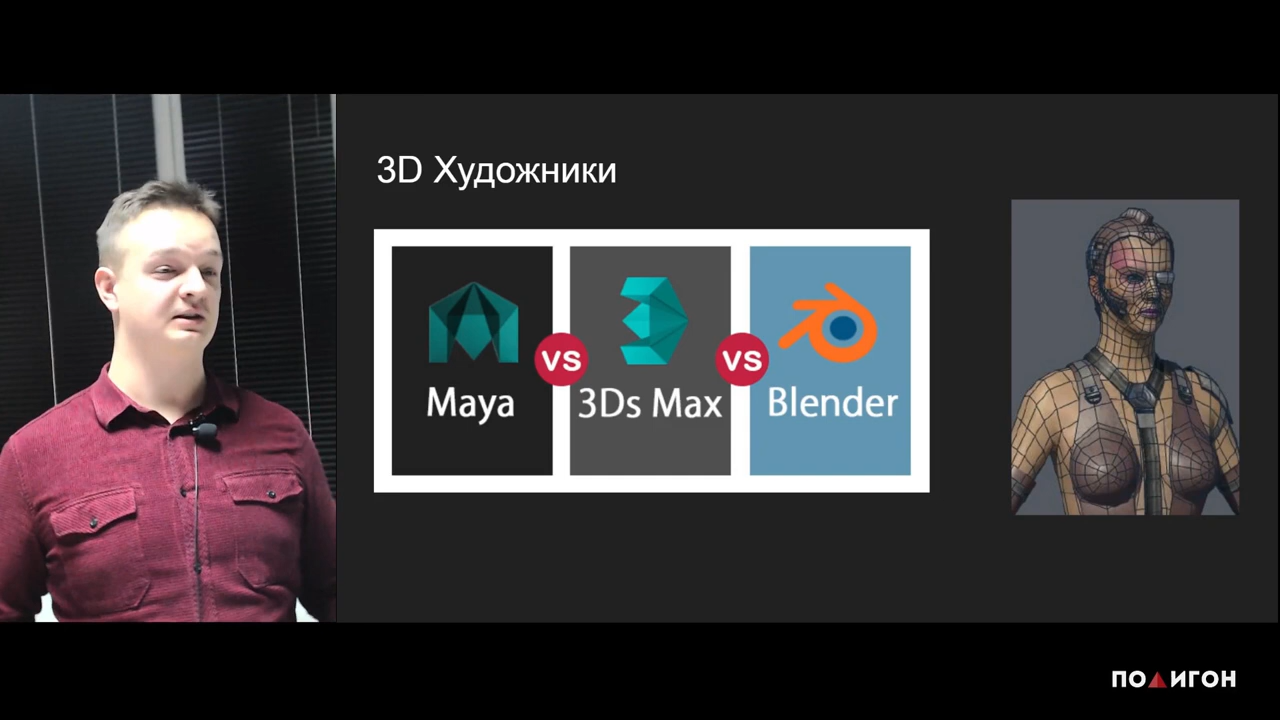 3D Художники
Maya
vs
3Ds Max
vs
Blender
ПОЛИГОН